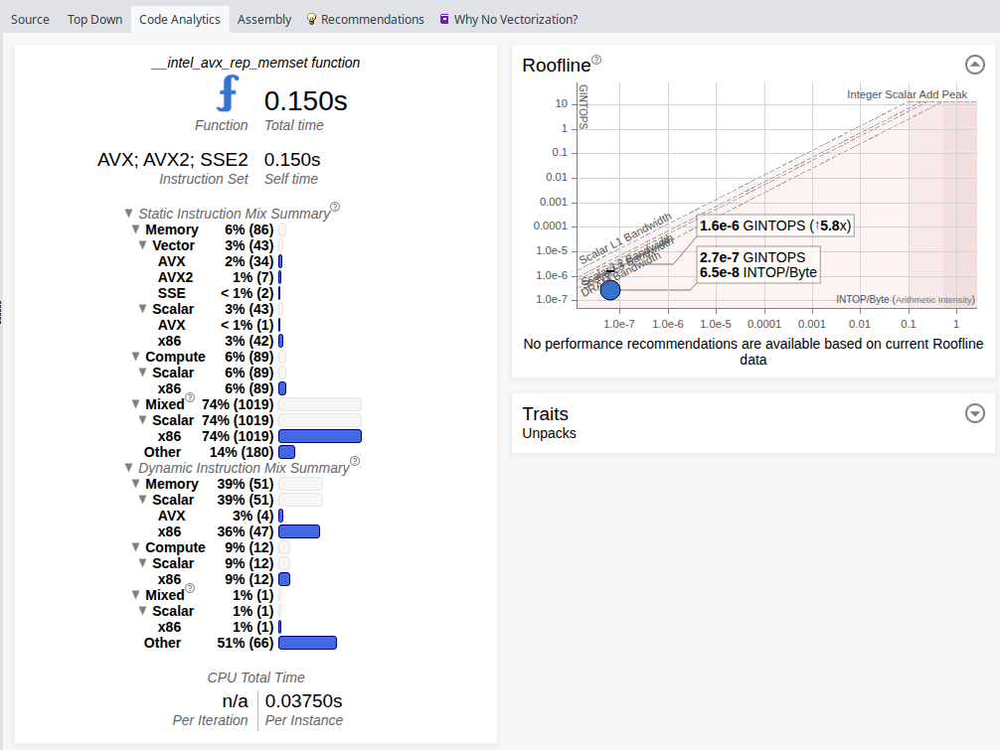 Source Top Down Code Analytics Assembly Recommendations Why No Vectorization?
__intel_avx_rep_memset function
0.150s
Function Total time
AVX; AVX2; SSE2 0.150s
Instruction Set Self time
Static Instruction Mix Summary
Memory 6% (86)
Vector 3% (43)
AVX 2% (34)
AVX2 1% (7)
SSE < 1% (2)
Scalar 3% (43)
AVX < 1% (1)
x86 3% (42)
Compute 6% (89)
Scalar 6% (89)
x86 6% (89)
Mixed 74% (1019)
Scalar 74% (1019)
x86 74% (1019)
Other 14% (180)
Dynamic Instruction Mix Summary
Memory 39% (51)
Scalar 39% (51)
AVX 3% (4)
x86 36% (47)
Compute 9% (12)
Scalar 9% (12)
x86 9% (12)
Mixed 1% (1)
Scalar 1% (1)
x86 1% (1)
Other 51% (66)
CPU Total Time
n/a 0.03750s
Per Iteration Per Instance
Roofline
GINTOPS
Integer Scalar Add Peak
10
1
0.1
0.01
0.001
0.0001
1.0e-5
1.0e-6
1.0e-7
Scalar L1 Bandwidth
Bandwidth
Bandwidth
1.6e-6 GINTOPS (↑5.8x)
2.7e-7 GINTOPS
6.5e-8 INTOP/Byte
INTOP/Byte (Arithmetic Intensity)
1.0e-7 1.0e-6 1.0e-5 0.0001 0.001 0.01 0.1 1
No performance recommendations are available based on current Roofline
data
Traits
Unpacks